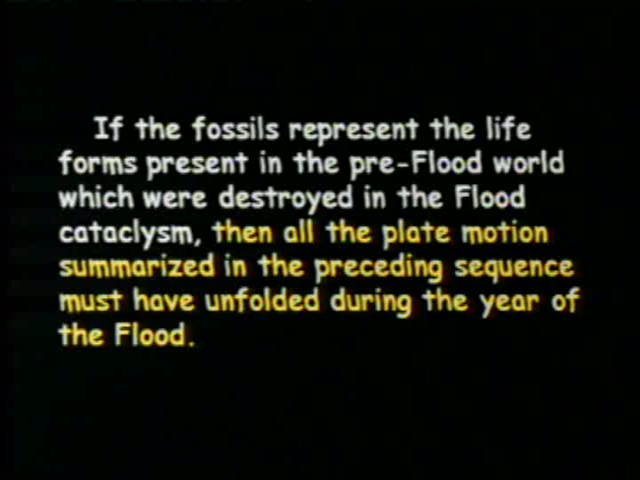 If the fossils represent the life
forms present in the pre-Flood world
which were destroyed in the Flood
cataclysm, then all the plate motion
summarized in the preceding sequence
must have unfolded during the year of
the Flood.